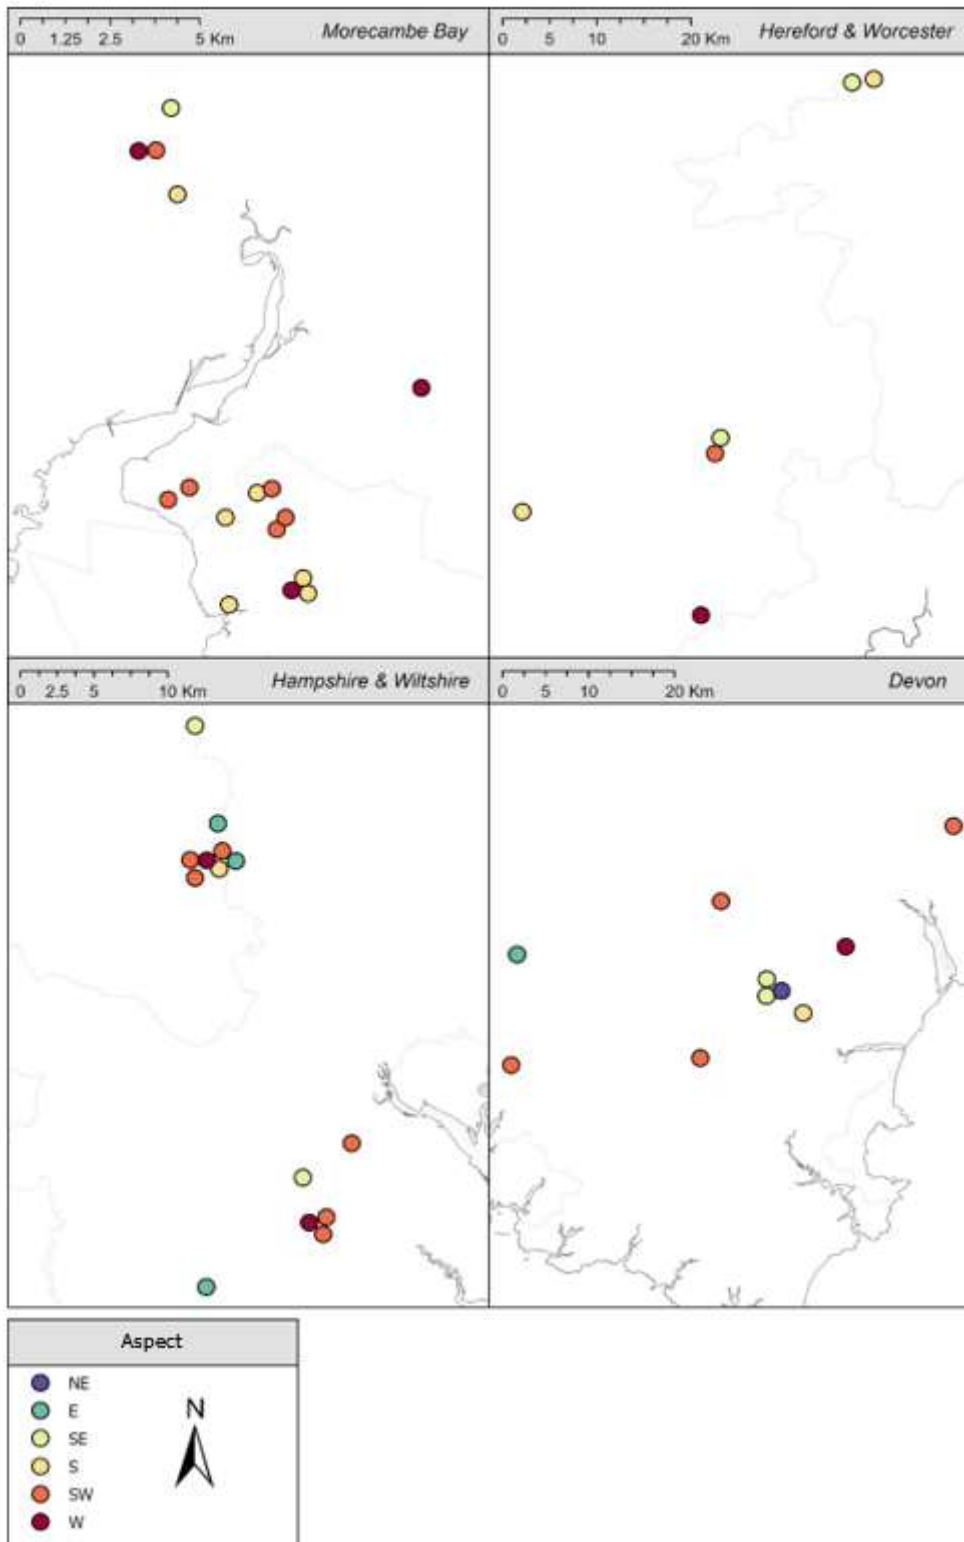 0 1.25 2.5 5 Km Morecambe Bay
0 5 10 20 Km Hereford & Worcester
0 2.5 5 10 Km Hampshire & Wiltshire
0 5 10 20 Km Devon
Aspect
NE
E
SE
S
SW
W
N